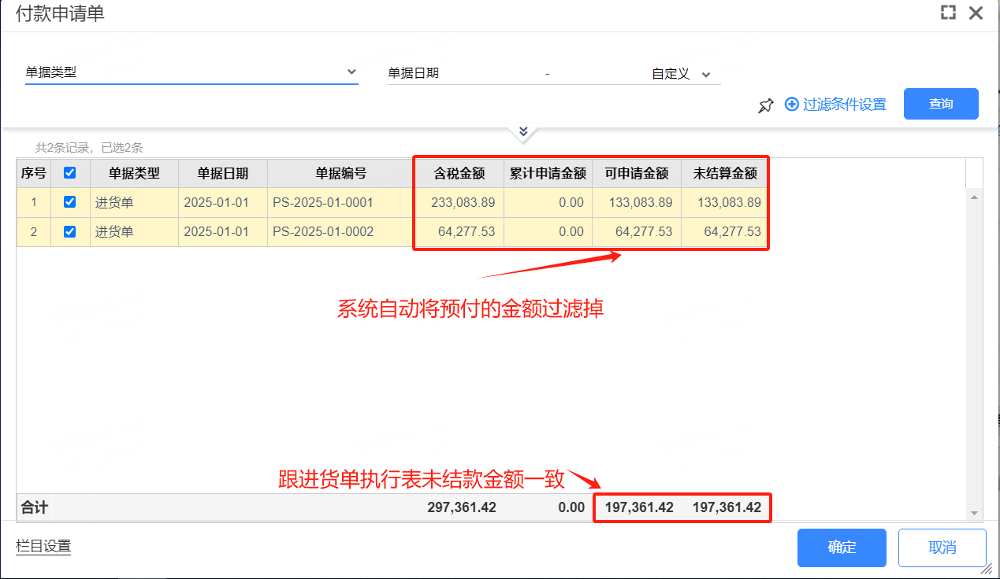 付款申请单
单据类型
单据日期 - 自定义
过滤条件设置 查询
共2条记录，已选2条
序号 单据类型 单据日期 单据编号 含税金额 累计申请金额 可申请金额 未结算金额
1 进货单 2025-01-01 PS-2025-01-0001 233,083.89 0.00 133,083.89 133,083.89
2 进货单 2025-01-01 PS-2025-01-0002 64,277.53 0.00 64,277.53 64,277.53
系统自动将预付的金额过滤掉
跟进货单执行表未结款金额一致
合计 297,361.42 0.00 197,361.42 197,361.42
栏目设置 确定 取消